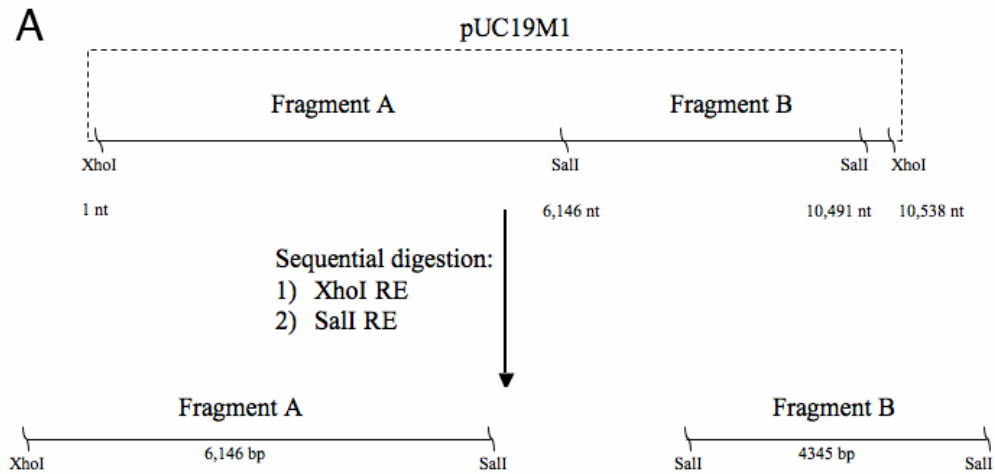 A
pUC19M1
Fragment A Fragment B
XhoI SalI SalI XhoI
1 nt 6,146 nt 10,491 nt 10,538 nt
Sequential digestion:
1) XhoI RE
2) SalI RE
Fragment A Fragment B
6,146 bp 4345 bp
XhoI SalI SalI SalI